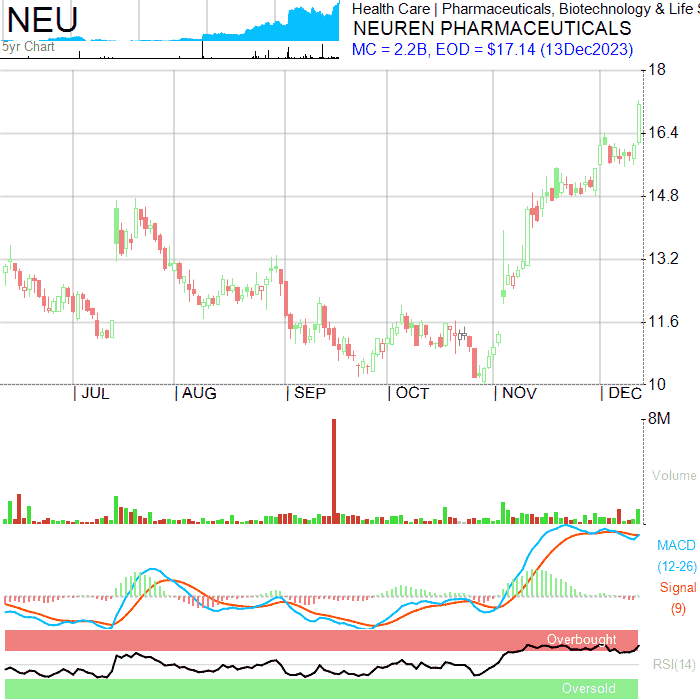 NEU
5yr Chart
Health Care | Pharmaceuticals, Biotechnology & Life S
NEUREN PHARMACEUTICALS
MC = 2.2B, EOD = $17.14 (13Dec2023)
18
16.4
14.8
13.2
11.6
10
| JUL | AUG | SEP | OCT | NOV | DEC
8M
Volume
MACD
(12-26)
Signal
(9)
Overbought
RSI(14)
Oversold